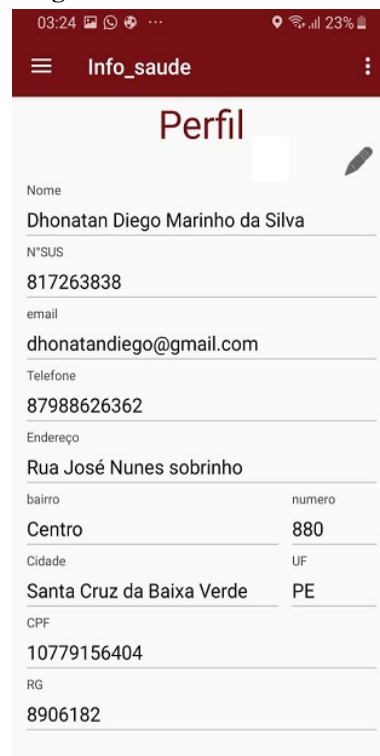 03:24 ... 23%
Info_saude
Perfil
Nome
Dhonatan Diego Marinho da Silva
N°SUS
817263838
email
dhonatandiego@gmail.com
Telefone
87988626362
Endereço
Rua José Nunes sobrinho
bairro numero
Centro 880
Cidade UF
Santa Cruz da Baixa Verde PE
CPF
10779156404
RG
8906182